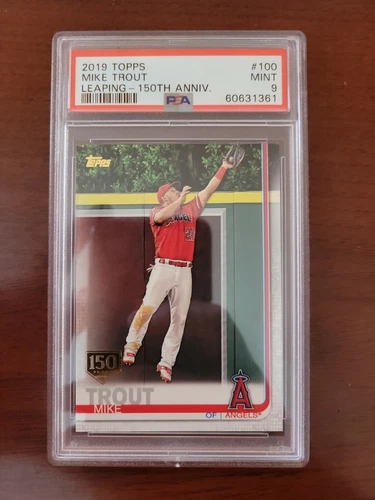 2019 TOPPS #100
MIKE TROUT MINT
LEAPING - 150TH ANNIV. 9
PSA 60631361
Topps
150
TROUT
MIKE
A
OF | ANGELS